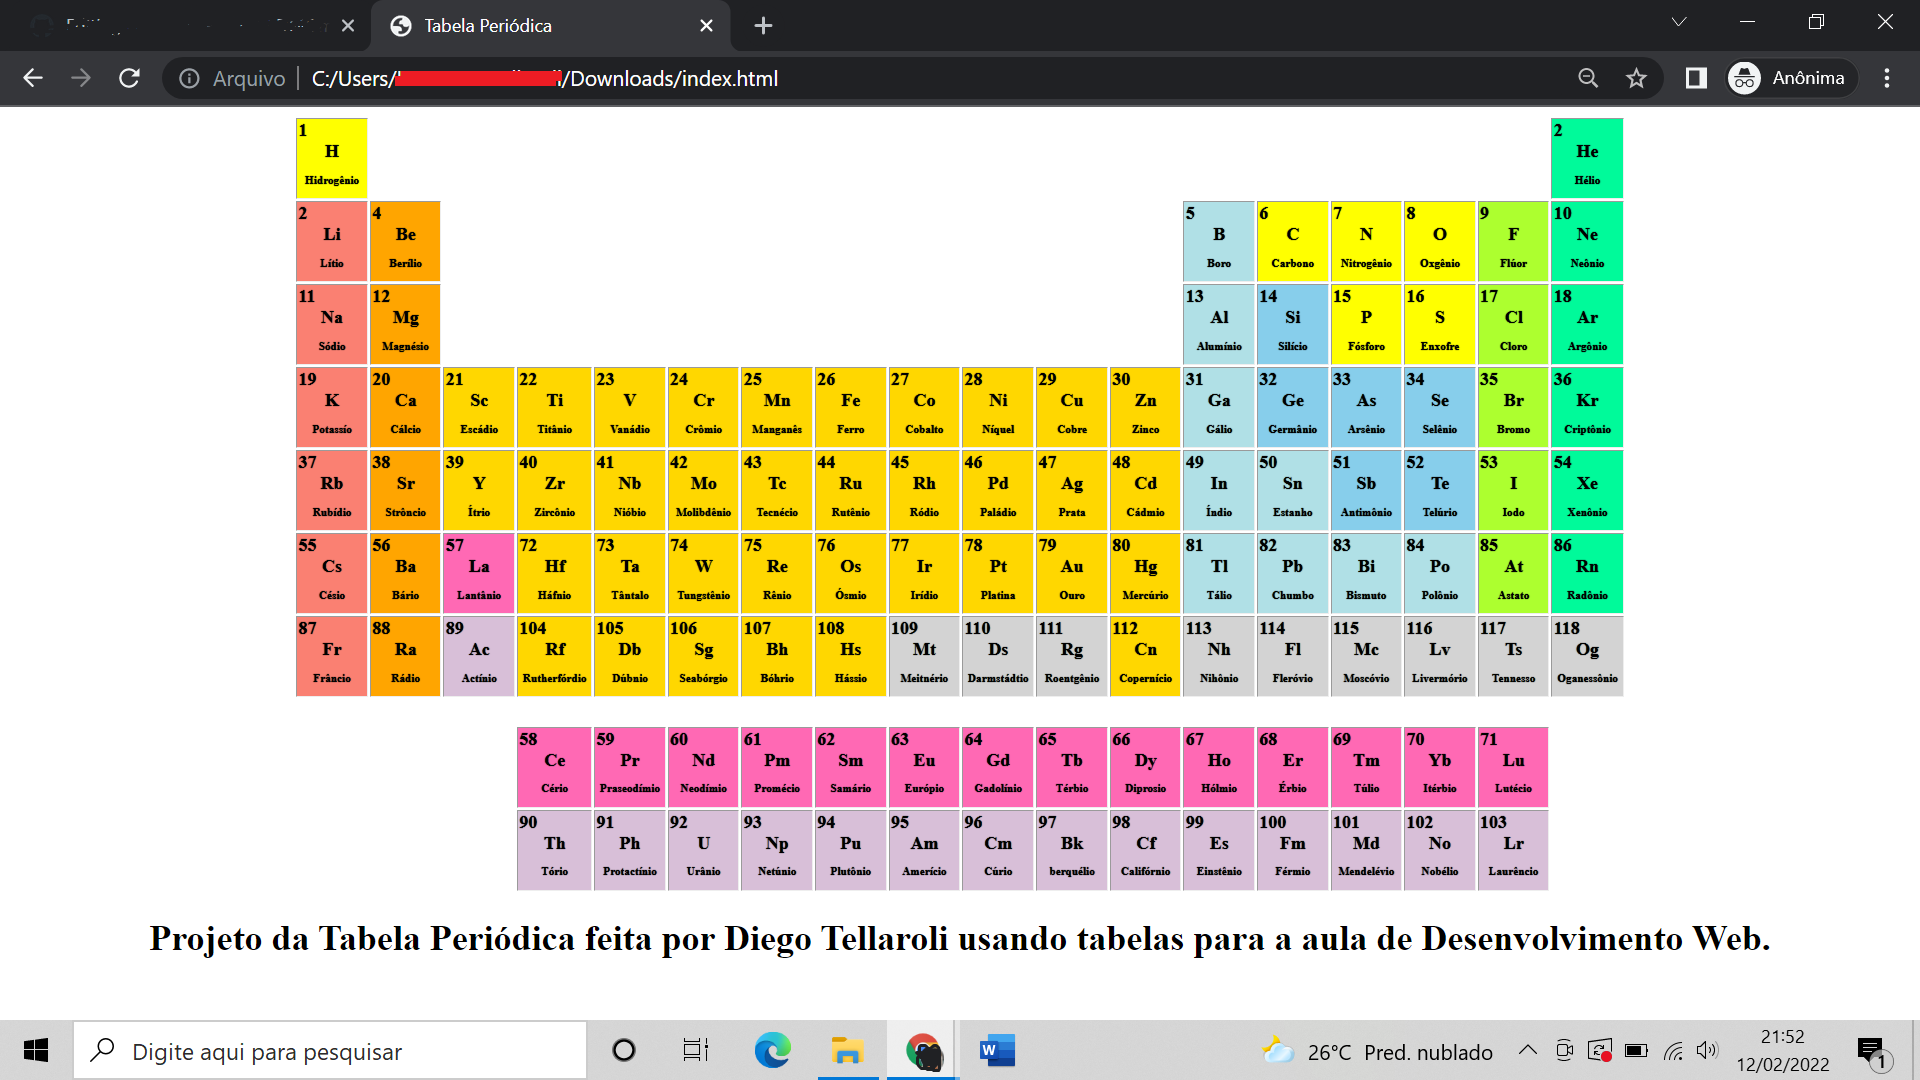 Tabela Periódica
Arquivo C:/Users/ /Downloads/index.html Anônima
1 2
H He
Hidrogênio Hélio
2 4 5 6 7 8 9 10
Li Be B C N O F Ne
Lítio Berílio Boro Carbono Nitrogênio Oxgênio Flúor Neônio
11 12 13 14 15 16 17 18
Na Mg Al Si P S Cl Ar
Sódio Magnésio Alumínio Silício Fósforo Enxofre Cloro Argônio
19 20 21 22 23 24 25 26 27 28 29 30 31 32 33 34 35 36
K Ca Sc Ti V Cr Mn Fe Co Ni Cu Zn Ga Ge As Se Br Kr
Potassío Cálcio Escádio Titânio Vanádio Crômio Manganês Ferro Cobalto Níquel Cobre Zinco Gálio Germânio Arsênio Selênio Bromo Criptônio
37 38 39 40 41 42 43 44 45 46 47 48 49 50 51 52 53 54
Rb Sr Y Zr Nb Mo Tc Ru Rh Pd Ag Cd In Sn Sb Te I Xe
Rubídio Strôncio Ítrio Zircônio Nióbio Molibdênio Tecnécio Rutênio Ródio Paládio Prata Cádmio Índio Estanho Antimônio Telúrio Iodo Xenônio
55 56 57 72 73 74 75 76 77 78 79 80 81 82 83 84 85 86
Cs Ba La Hf Ta W Re Os Ir Pt Au Hg Tl Pb Bi Po At Rn
Césio Bário Lantânio Háfnio Tântalo Tungstênio Rênio Ósmio Irídio Platina Ouro Mercúrio Tálio Chumbo Bismuto Polônio Astato Radônio
87 88 89 104 105 106 107 108 109 110 111 112 113 114 115 116 117 118
Fr Ra Ac Rf Db Sg Bh Hs Mt Ds Rg Cn Nh Fl Mc Lv Ts Og
Frâncio Rádio Actínio Rutherfórdio Dúbnio Seabórgio Bóhrio Hássio Meitnério Darmstádtio Roentgênio Copernício Nihônio Fleróvio Moscóvio Livermório Tennesso Oganessônio
58 59 60 61 62 63 64 65 66 67 68 69 70 71
Ce Pr Nd Pm Sm Eu Gd Tb Dy Ho Er Tm Yb Lu
Cério Praseodímio Neodímio Promécio Samário Európio Gadolínio Térbio Diprosio Hólmio Érbio Túlio Itérbio Lutécio
90 91 92 93 94 95 96 97 98 99 100 101 102 103
Th Ph U Np Pu Am Cm Bk Cf Es Fm Md No Lr
Tório Protactínio Urânio Netúnio Plutônio Amerício Cúrio berquélio Califórnio Einstênio Férmio Mendelévio Nobélio Laurêncio
Projeto da Tabela Periódica feita por Diego Tellaroli usando tabelas para a aula de Desenvolvimento Web.
Digite aqui para pesquisar W 26°C Pred. nublado 21:52
12/02/2022 1